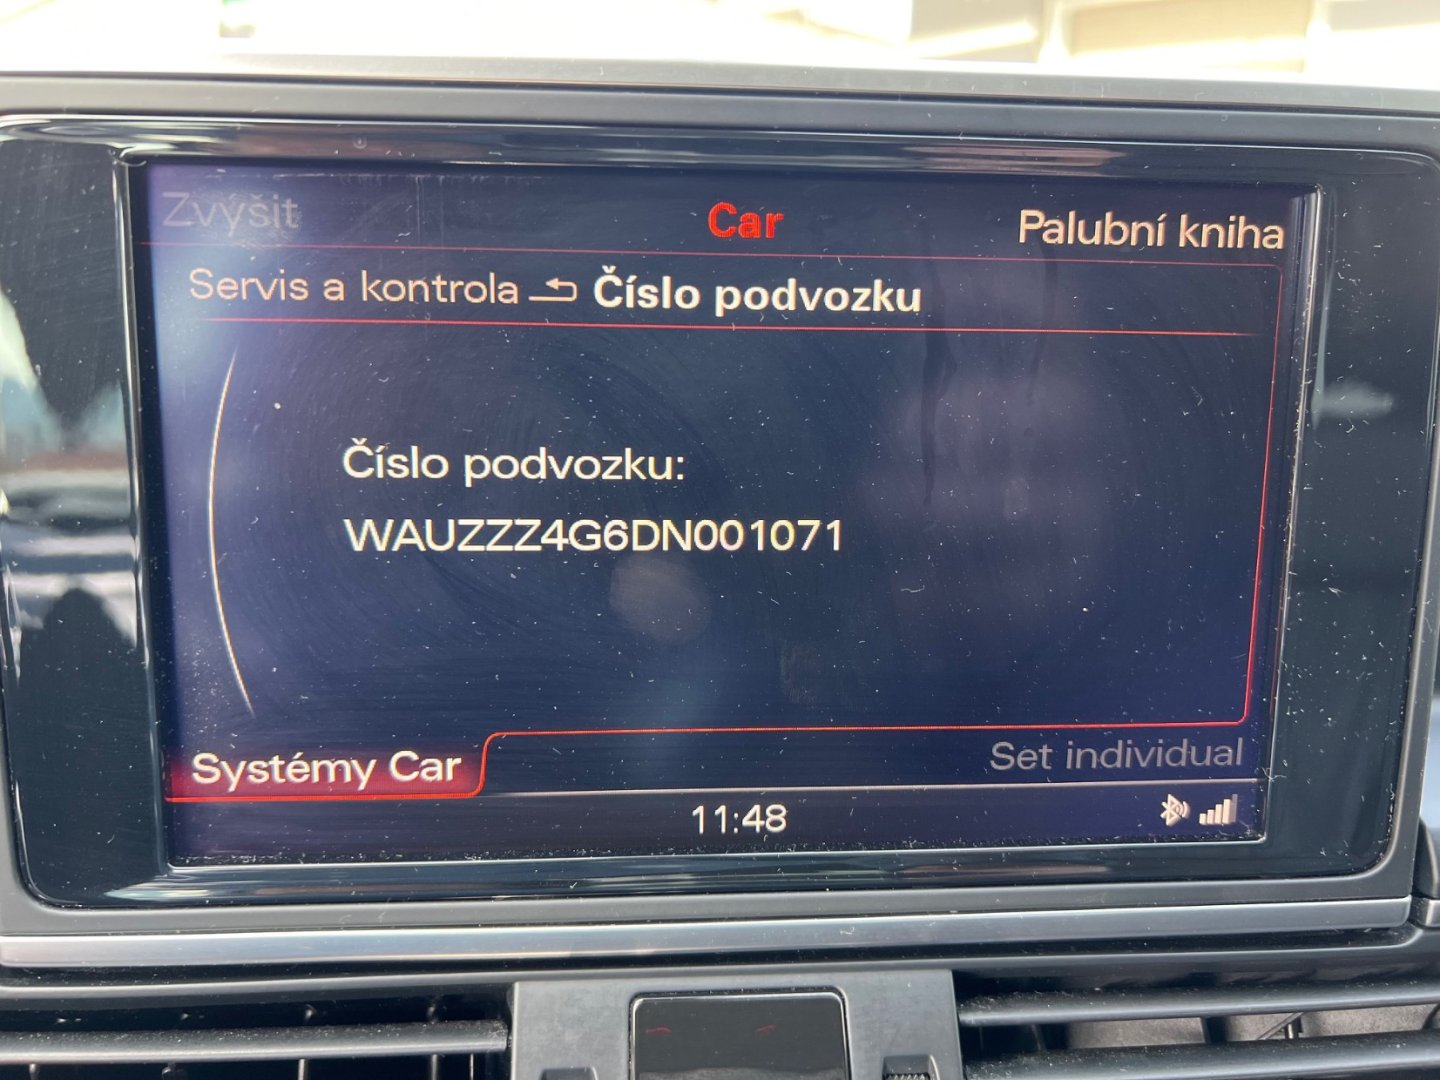 Zvýšit Car Palubní kniha
Servis a kontrola Číslo podvozku
Číslo podvozku:
WAUZZZ4G6DN001071
Systémy Car Set individual
11:48